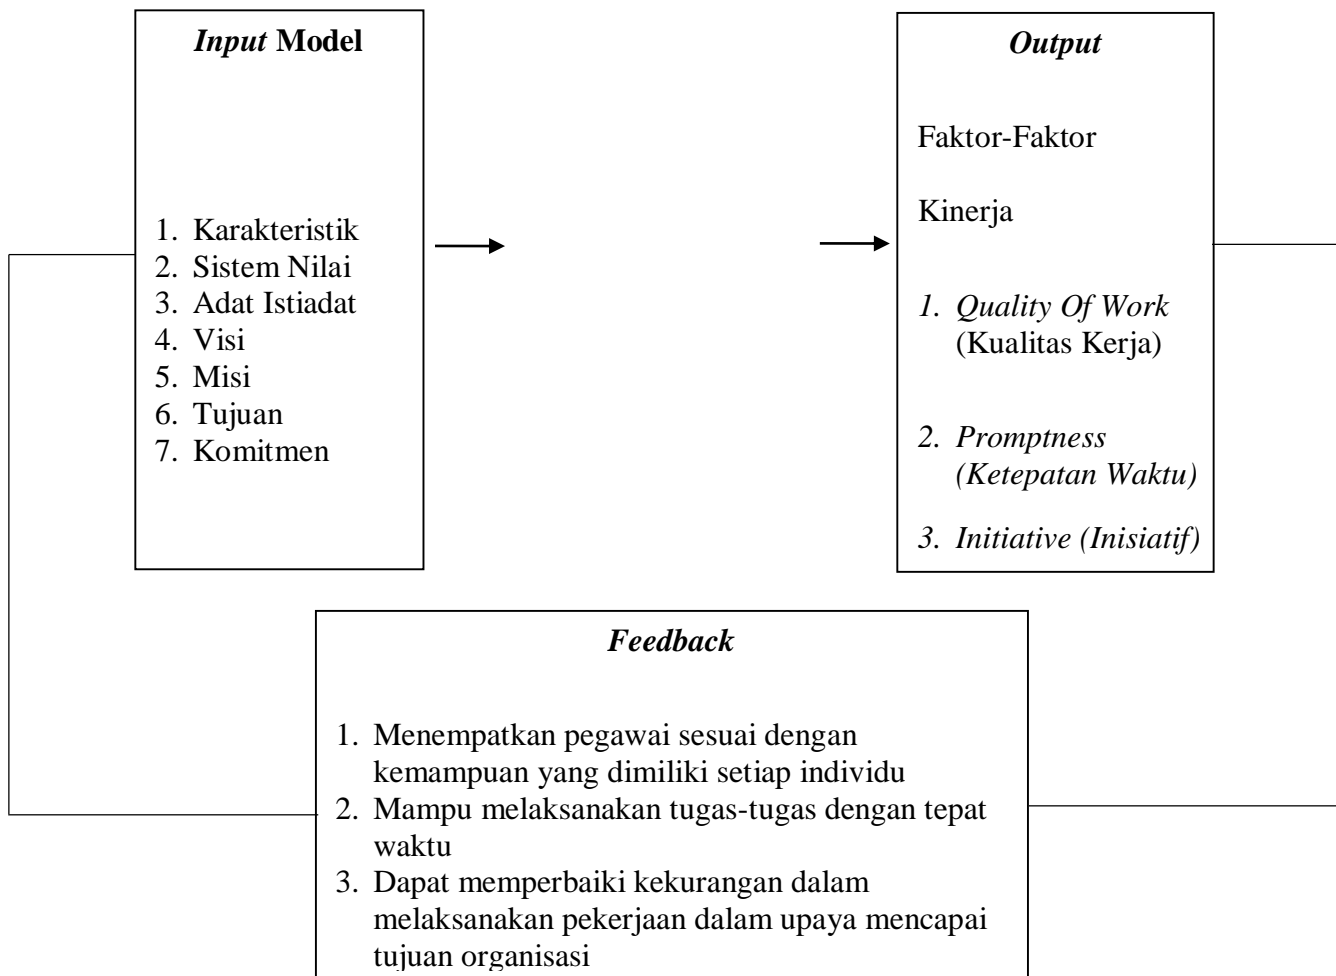 Input Model
1. Karakteristik
2. Sistem Nilai
3. Adat Istiadat
4. Visi
5. Misi
6. Tujuan
7. Komitmen
Output
Faktor-Faktor
Kinerja
1. Quality Of Work
(Kualitas Kerja)
2. Promptness
(Ketepatan Waktu)
3. Initiative (Inisiatif)
Feedback
1. Menempatkan pegawai sesuai dengan
kemampuan yang dimiliki setiap individu
2. Mampu melaksanakan tugas-tugas dengan tepat
waktu
3. Dapat memperbaiki kekurangan dalam
melaksanakan pekerjaan dalam upaya mencapai
tujuan organisasi